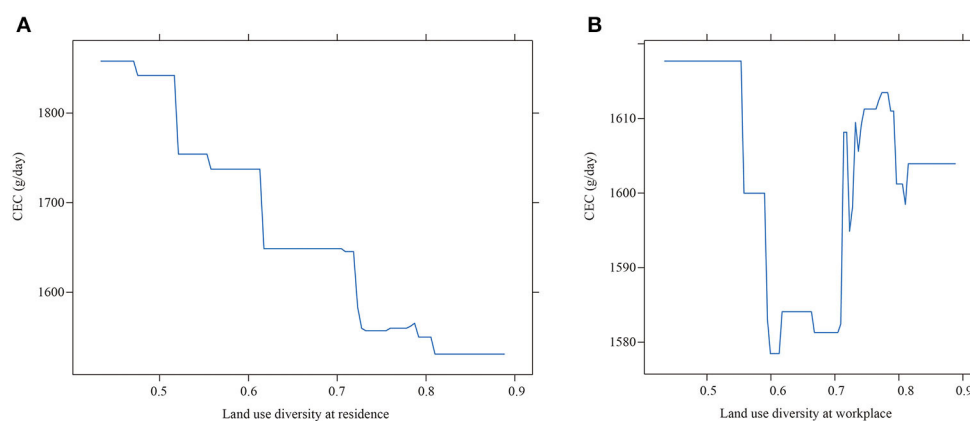 A
1800
1700
1600
CEC (g/day)
0.5 0.6 0.7 0.8 0.9
Land use diversity at residence
B
1610
1600
1590
1580
CEC (g/day)
0.5 0.6 0.7 0.8 0.9
Land use diversity at workplace